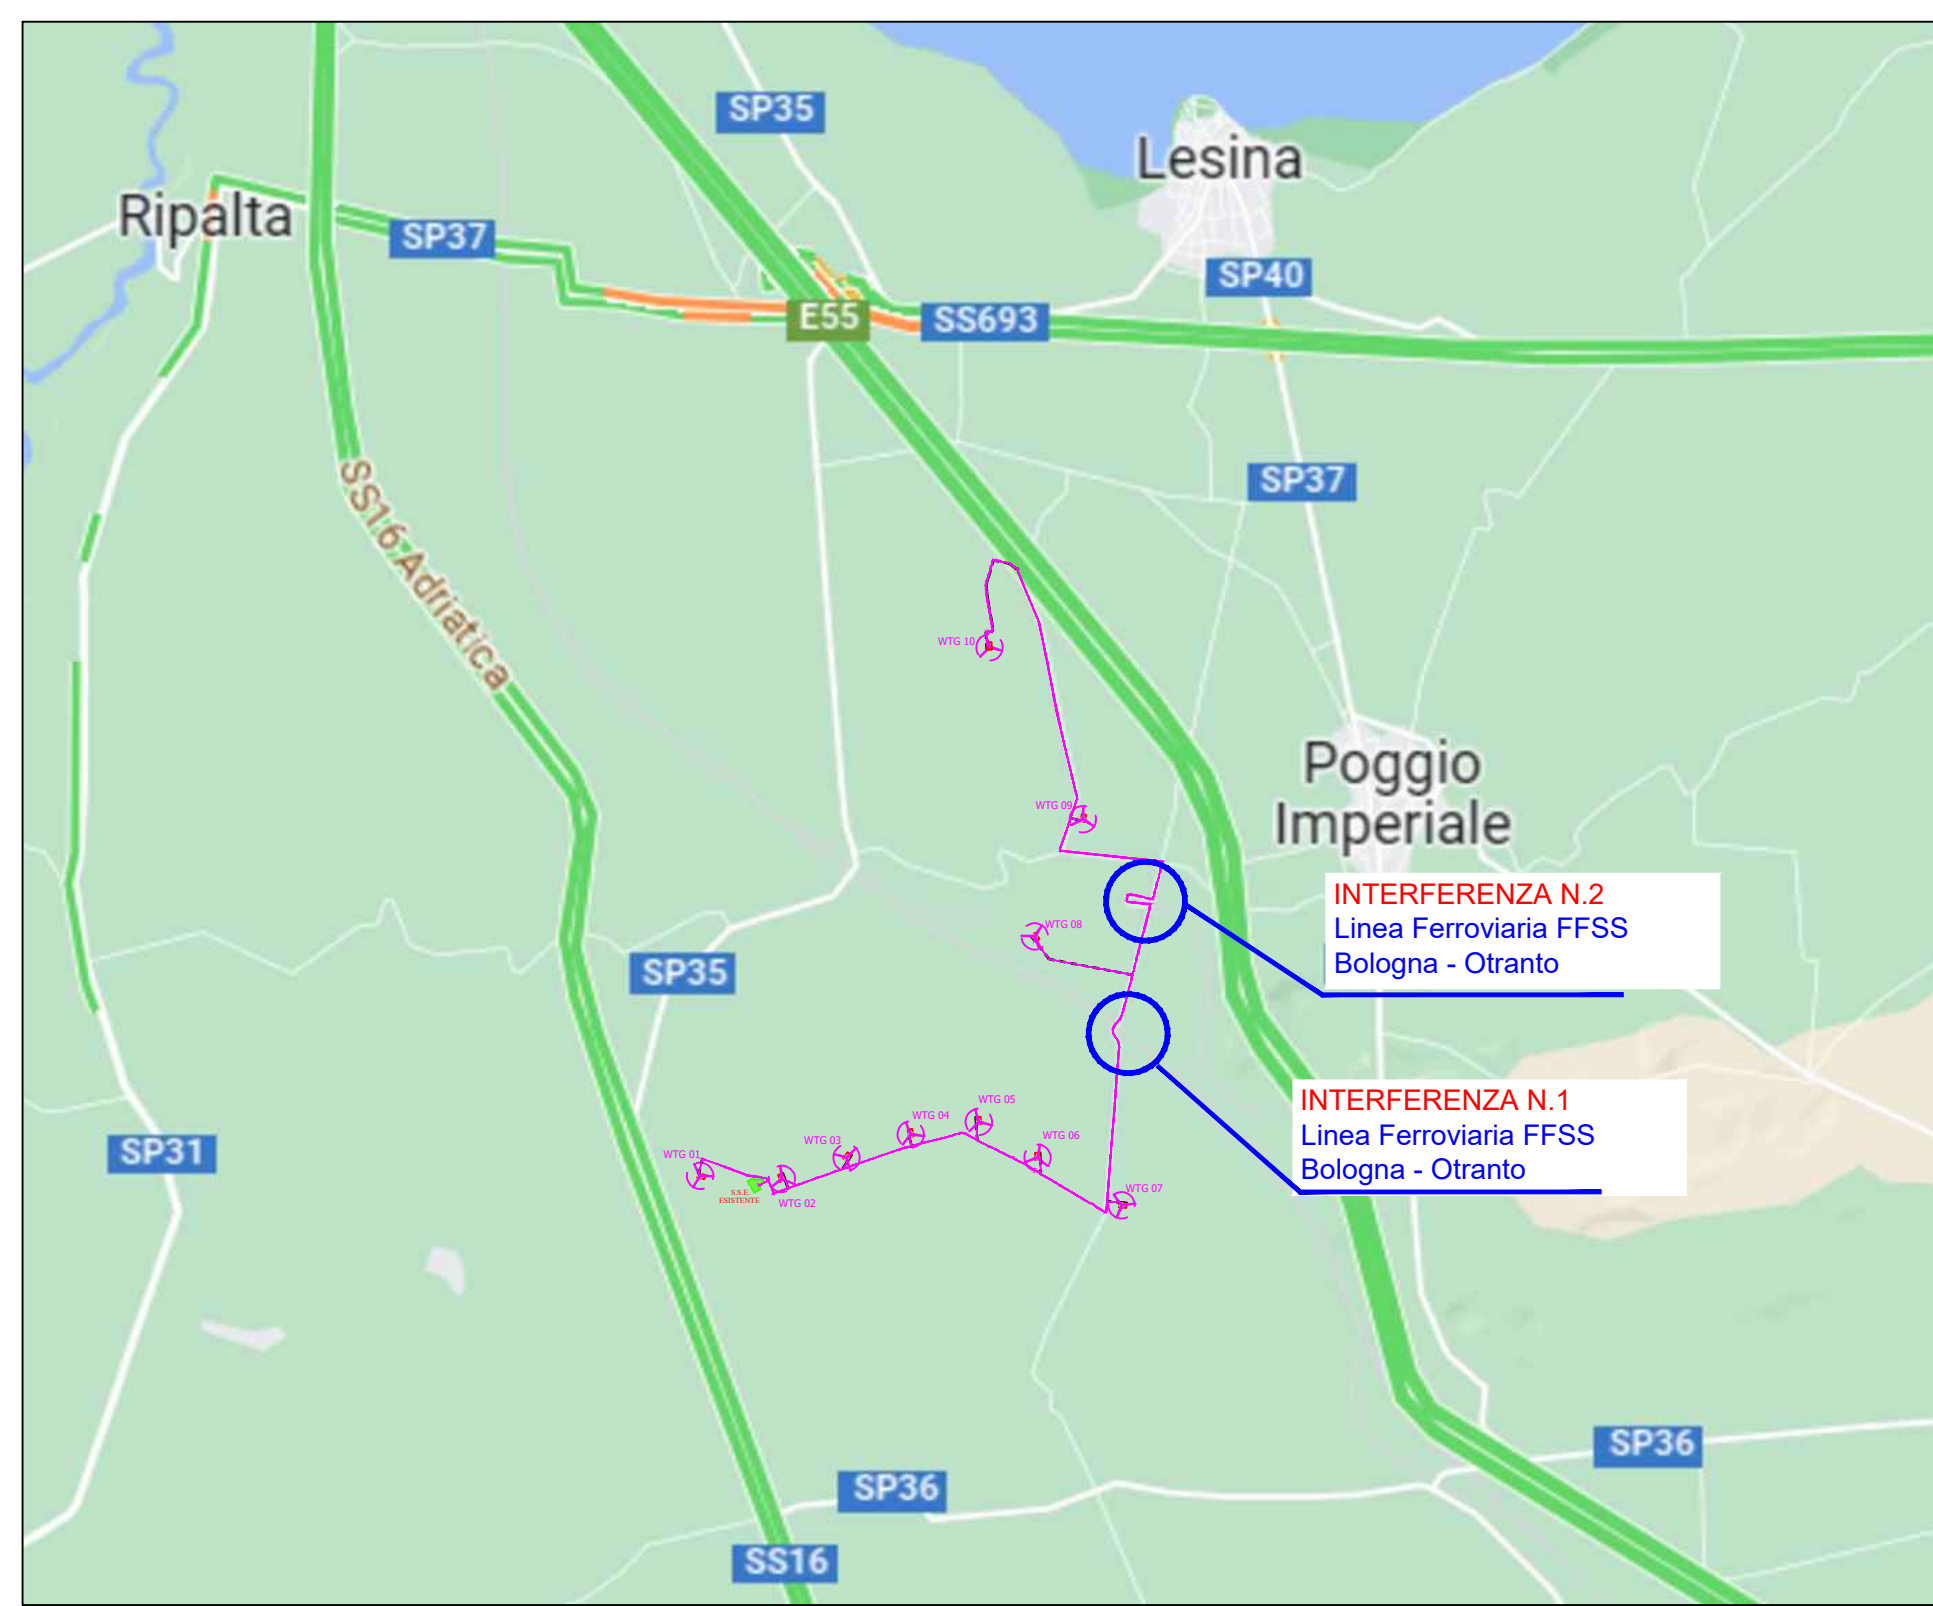 SP35
Lesina
Ripalta
SP37
SP40
E55
SS693
SP37
SS16 Adriatica
WTG 10
Poggio
Imperiale
WTG 09
INTERFERENZA N.2
Linea Ferroviaria FFSS
Bologna - Otranto
WTG 08
SP35
INTERFERENZA N.1
Linea Ferroviaria FFSS
Bologna - Otranto
WTG 05
WTG 04
WTG 06
WTG 03
SP31
WTG 01
WTG 07
S.S.E.
ESISTENTE
WTG 02
SP36
SP36
SS16